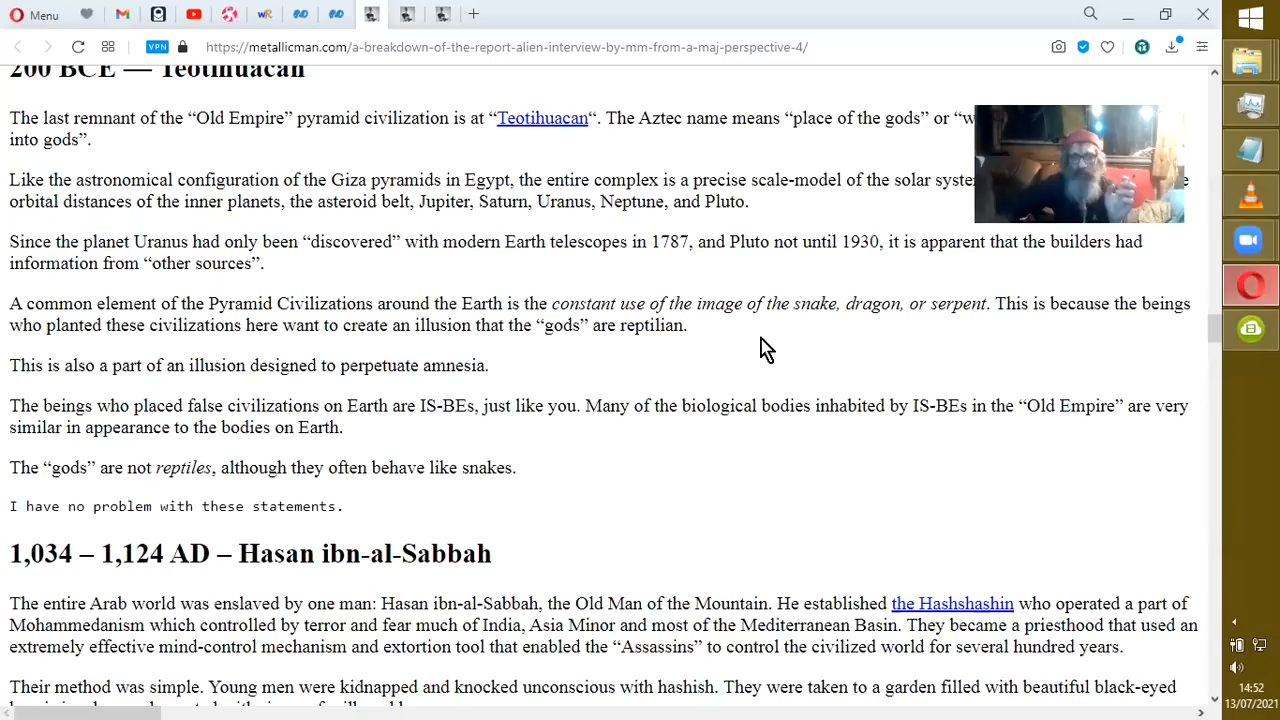 Menu
VPN
https://metallicman.com/a-breakdown-of-the-report-alien-interview-by-mm-from-a-maj-perspective-4/
200 BCE — Teotihuacan
The last remnant of the “Old Empire” pyramid civilization is at “Teotihuacan“. The Aztec name means “place of the gods” or “w
into gods”.
Like the astronomical configuration of the Giza pyramids in Egypt, the entire complex is a precise scale-model of the solar syste
orbital distances of the inner planets, the asteroid belt, Jupiter, Saturn, Uranus, Neptune, and Pluto.
Since the planet Uranus had only been “discovered” with modern Earth telescopes in 1787, and Pluto not until 1930, it is apparent that the builders had
information from “other sources”.
A common element of the Pyramid Civilizations around the Earth is the constant use of the image of the snake, dragon, or serpent. This is because the beings
who planted these civilizations here want to create an illusion that the “gods” are reptilian.
This is also a part of an illusion designed to perpetuate amnesia.
The beings who placed false civilizations on Earth are IS-BEs, just like you. Many of the biological bodies inhabited by IS-BEs in the “Old Empire” are very
similar in appearance to the bodies on Earth.
The “gods” are not reptiles, although they often behave like snakes.
I have no problem with these statements.
1,034 – 1,124 AD – Hasan ibn-al-Sabbah
The entire Arab world was enslaved by one man: Hasan ibn-al-Sabbah, the Old Man of the Mountain. He established the Hashshashin who operated a part of
Mohammedanism which controlled by terror and fear much of India, Asia Minor and most of the Mediterranean Basin. They became a priesthood that used an
extremely effective mind-control mechanism and extortion tool that enabled the “Assassins” to control the civilized world for several hundred years.
Their method was simple. Young men were kidnapped and knocked unconscious with hashish. They were taken to a garden filled with beautiful black-eyed
14:52
13/07/2021